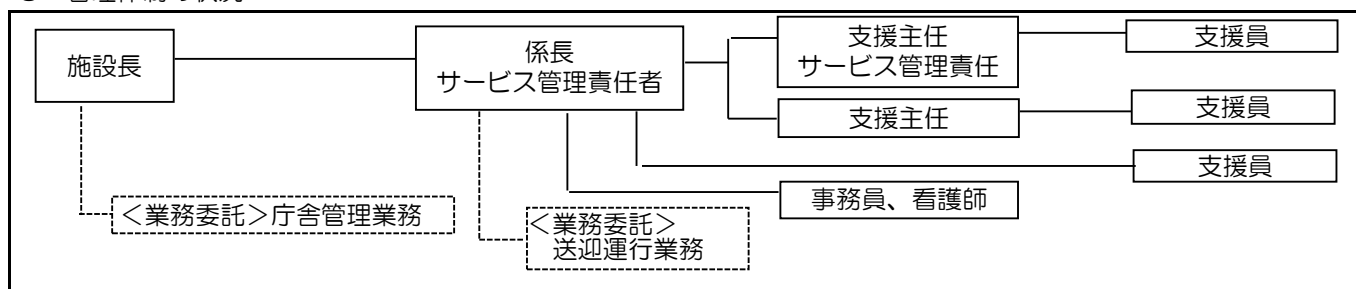 施設長
係長
サービス管理責任者
支援主任
サービス管理責任
支援員
支援主任
支援員
支援員
事務員、看護師
＜業務委託＞庁舎管理業務
＜業務委託＞
送迎運行業務